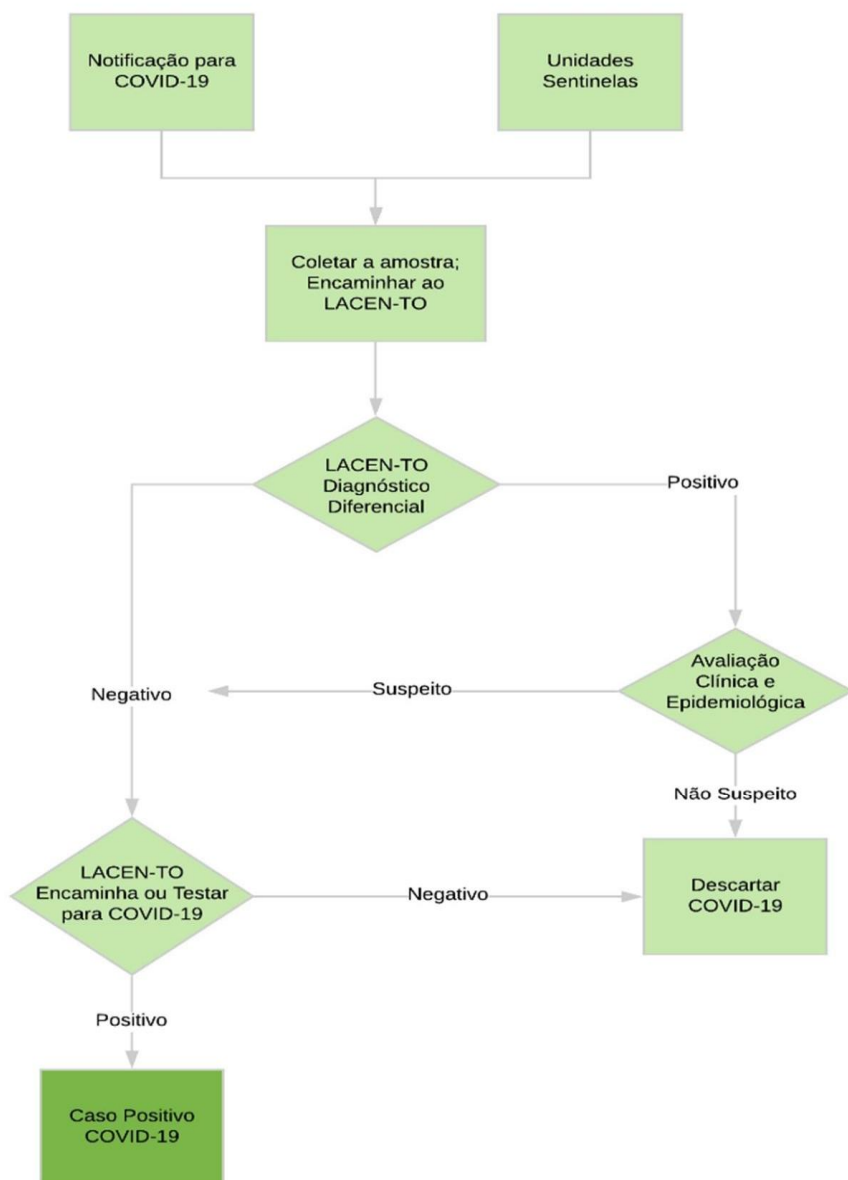 Notificação para
COVID-19
Unidades
Sentinelas
Coletar a amostra;
Encaminhar ao
LACEN-TO
LACEN-TO
Diagnóstico
Diferencial
Positivo
Avaliação
Clínica e
Epidemiológica
Suspeito
Negativo
Não Suspeito
LACEN-TO
Encaminha ou Testar
para COVID-19
Negativo
Descartar
COVID-19
Positivo
Caso Positivo
COVID-19